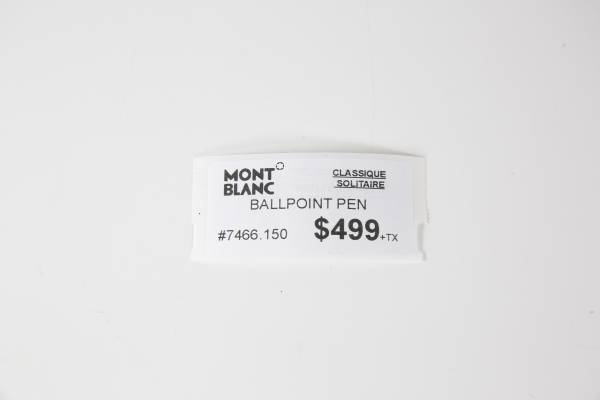 MONT
BLANC
CLASSIQUE
SOLITAIRE
BALLPOINT PEN
#7466.150 $499+TX